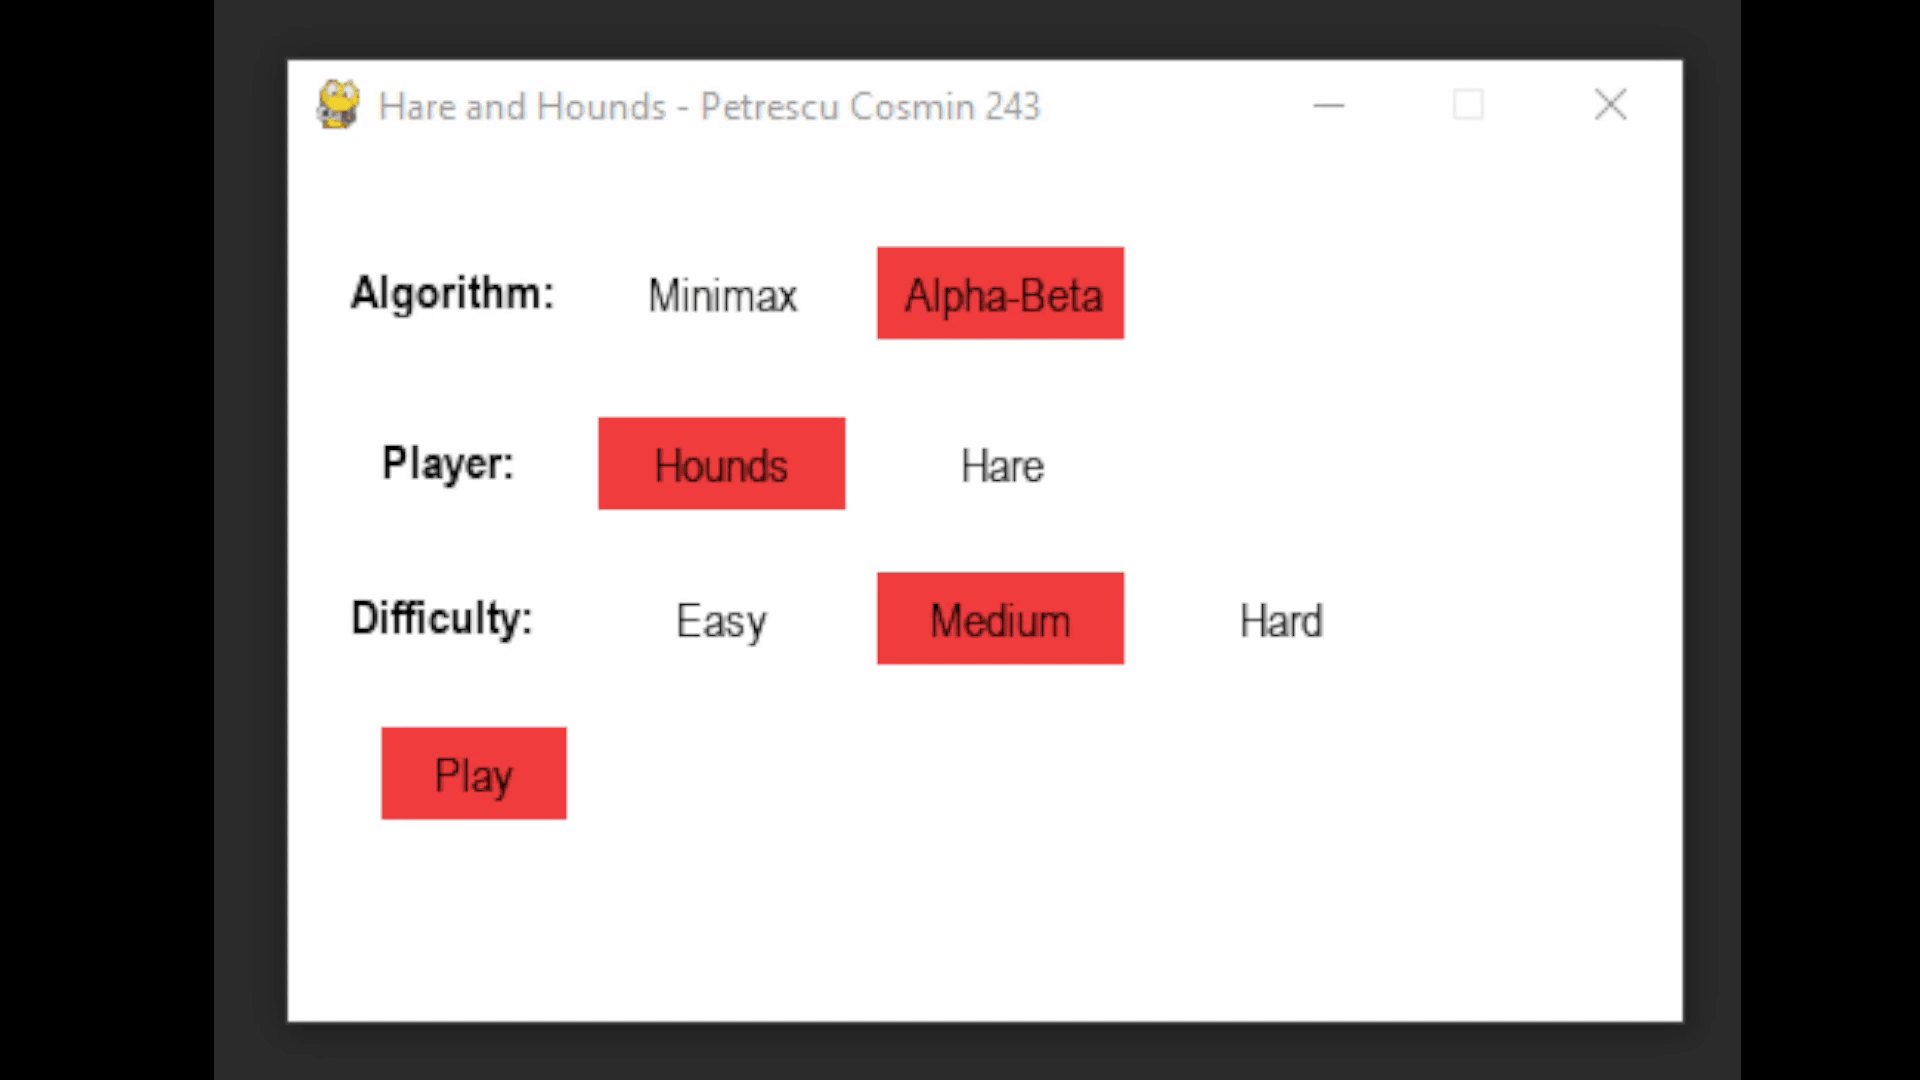 Hare and Hounds - Petrescu Cosmin 243
Algorithm: Minimax Alpha-Beta
Player: Hounds Hare
Difficulty: Easy Medium Hard
Play